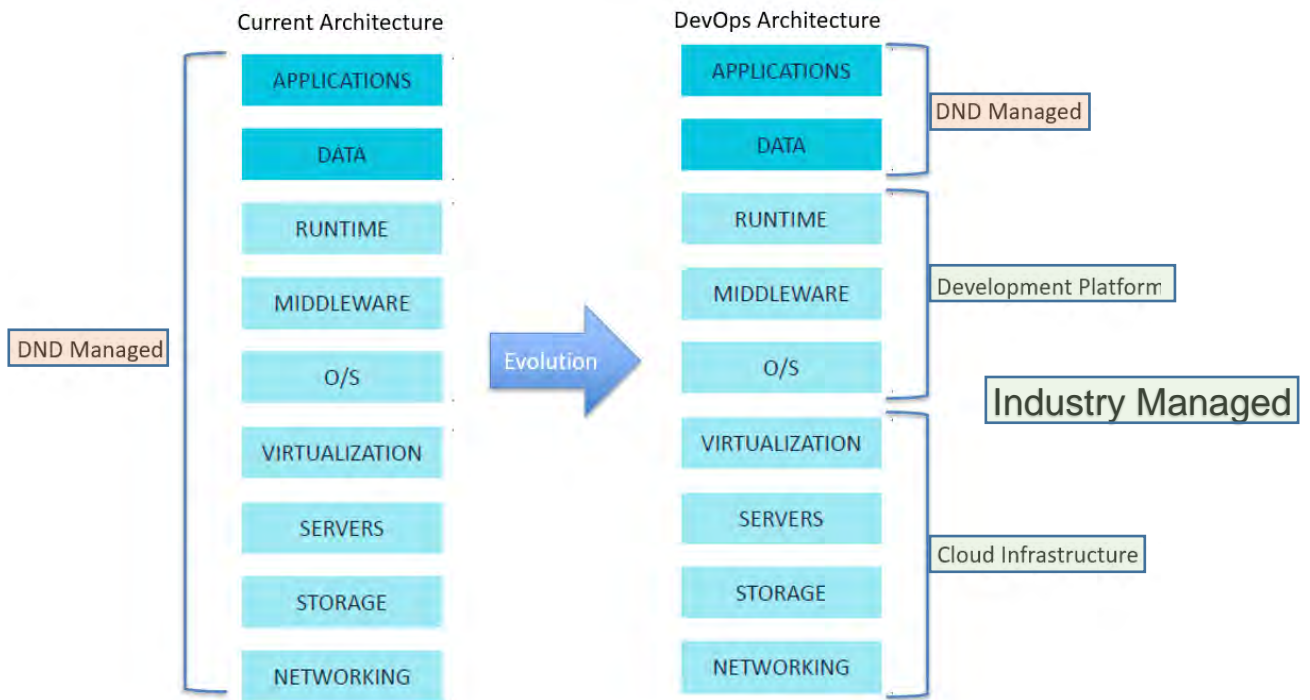 Current Architecture
APPLICATIONS
DATA
RUNTIME
MIDDLEWARE
O/S
VIRTUALIZATION
SERVERS
STORAGE
NETWORKING
DND Managed
Evolution
DevOps Architecture
APPLICATIONS
DATA
RUNTIME
MIDDLEWARE
O/S
VIRTUALIZATION
SERVERS
STORAGE
NETWORKING
DND Managed
Development Platform
Industry Managed
Cloud Infrastructure